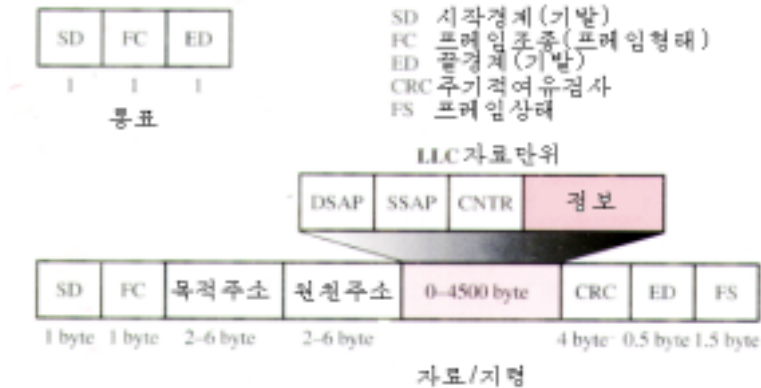 SD FC ED
1 1 1
통표
SD 시작경계(기발)
FC 프레임조종(프레임형태)
ED 끝경계(기발)
CRC 주기적여유검사
FS 프레임상태
LLC자료단위
DSAP SSAP CNTR 정보
SD FC 목적주소 원천주소 0–4500 byte CRC ED FS
1 byte 1 byte 2–6 byte 2–6 byte 4 byte 0.5 byte 1.5 byte
자료/지령